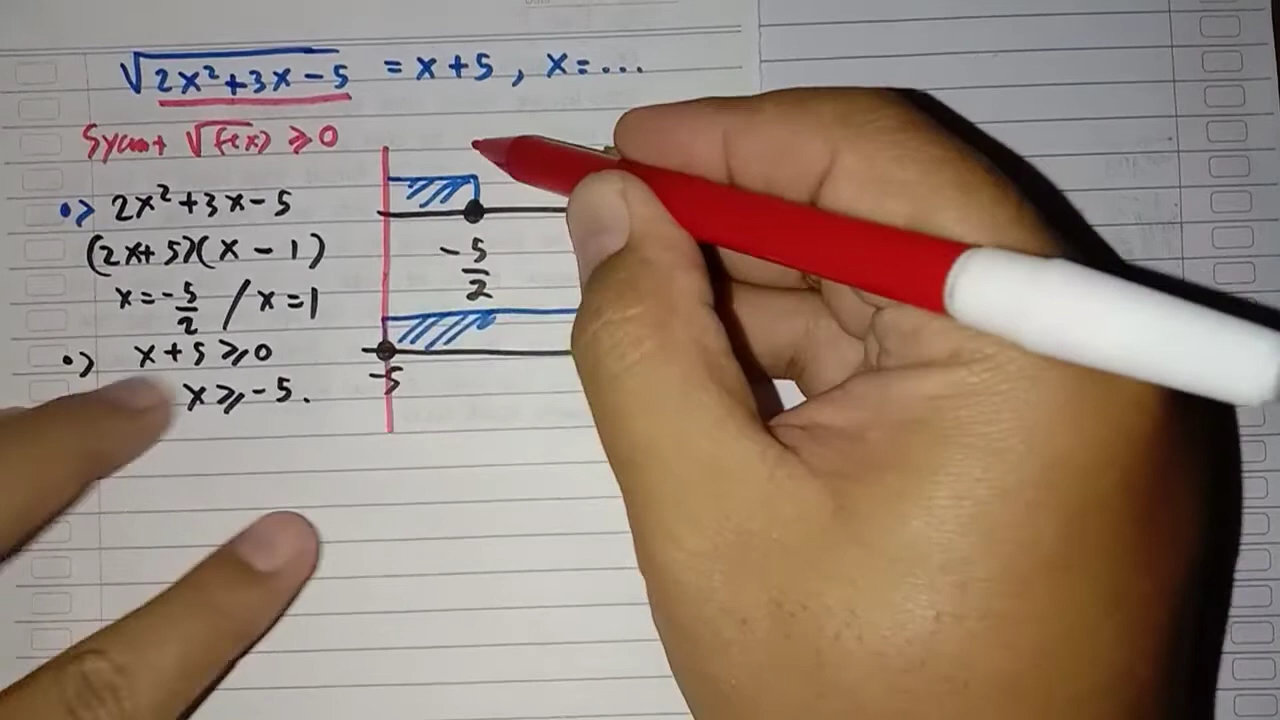 √2x²+3x-5 = x+5, x=...
Syarat √f(x) ≥ 0
•> 2x²+3x-5
(2x+5)(x-1)
x=-5/2 / x=1
•> x+5≥0
x≥-5.
-5/2
-5